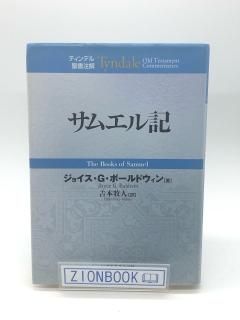 ティンデル
聖書注解
Tyndale
Old Testament
Commentaries
サムエル記
The Books of Samuel
ジョイス・G・ボールドウィン[著]
Joyce G. Baldwin
吉本牧人[訳]
ZIONBOOK